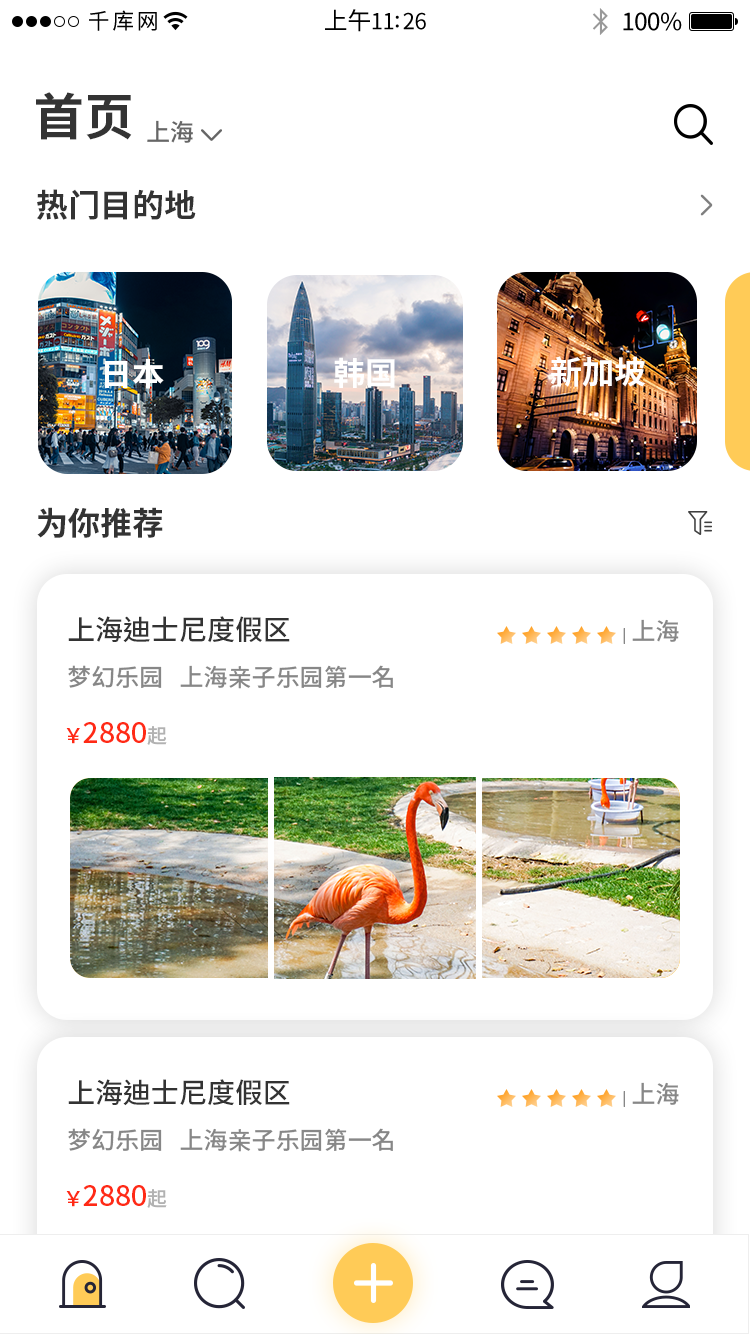 千库网 上午11:26 100%
首页 上海
热门目的地
日本 韩国 新加坡
为你推荐
上海迪士尼度假区 | 上海
梦幻乐园 上海亲子乐园第一名
¥2880起
上海迪士尼度假区 | 上海
梦幻乐园 上海亲子乐园第一名
¥2880起